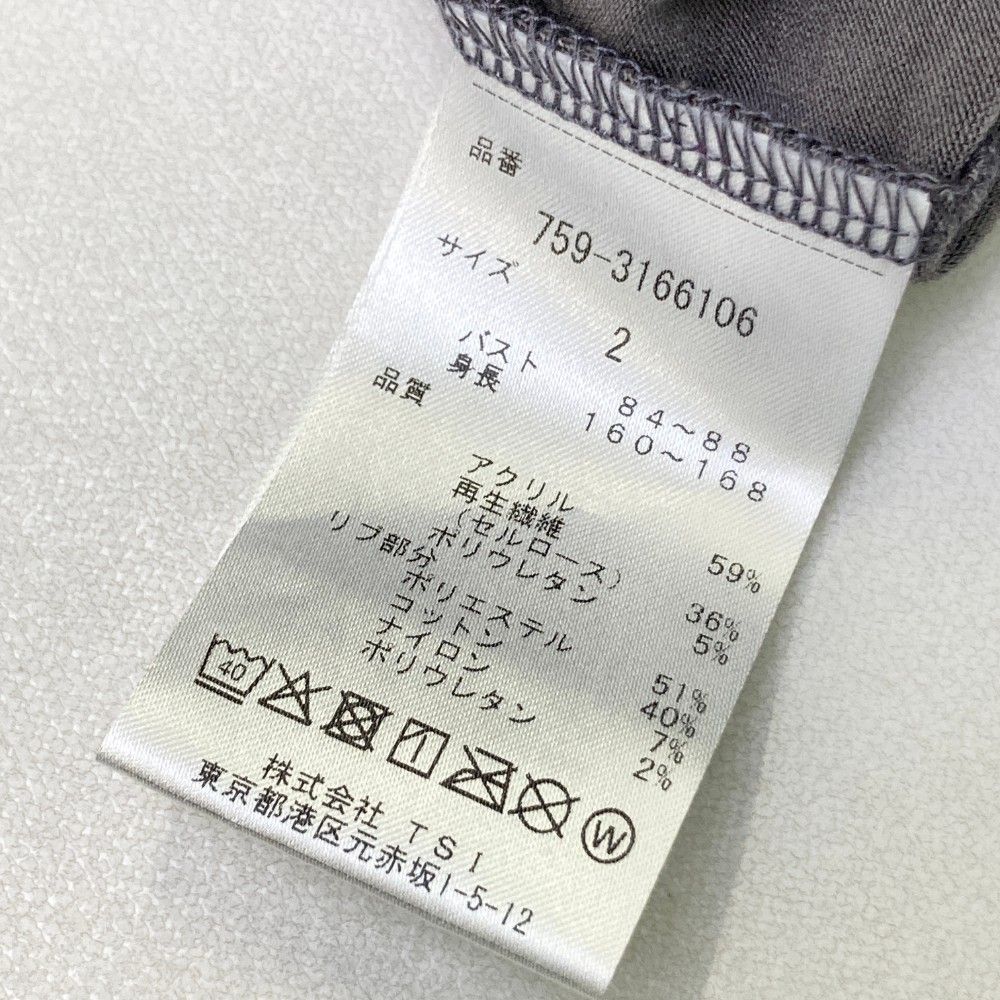 品番
759-3166106
サイズ
2
バスト 84~88
身長 160~168
品質
アクリル 59%
再生繊維
(セルロース) 36%
ポリウレタン 5%
リブ部分
ポリエステル 51%
コットン 40%
ナイロン 7%
ポリウレタン 2%
40
W
株式会社 TSI
東京都港区元赤坂1-5-12